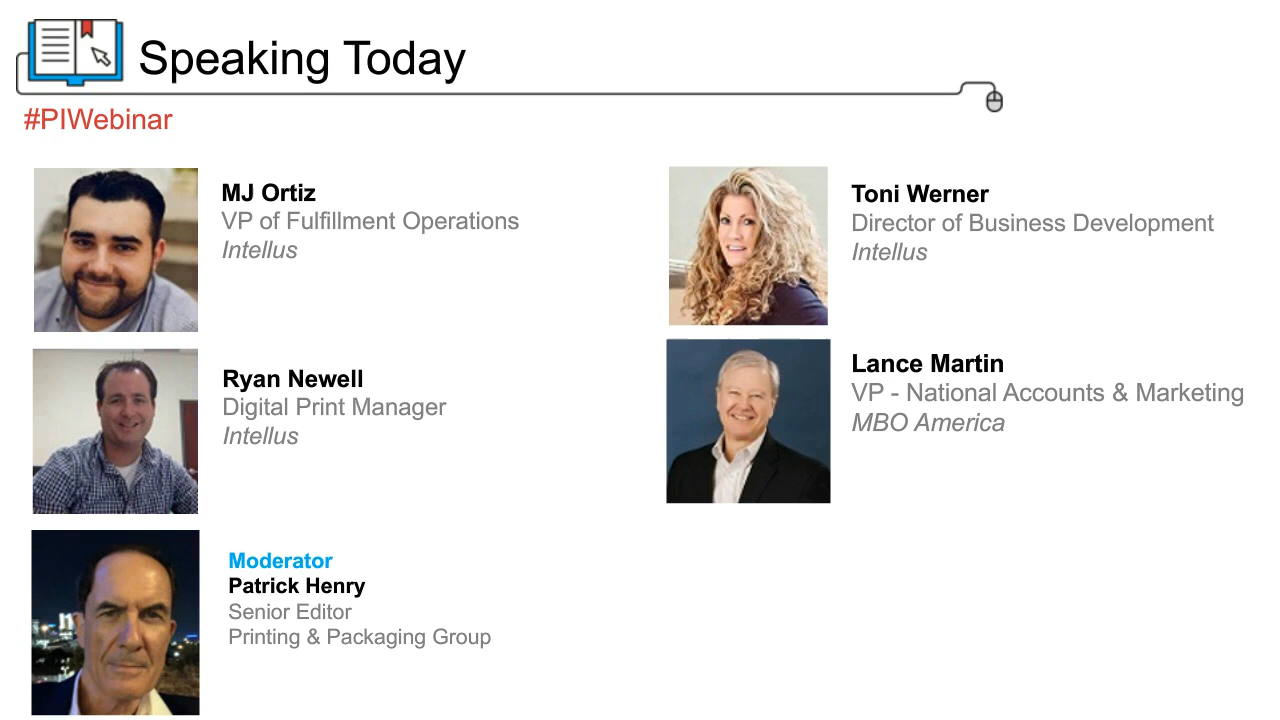 Speaking Today
#PIWebinar
MJ Ortiz
VP of Fulfillment Operations
Intellus
Toni Werner
Director of Business Development
Intellus
Ryan Newell
Digital Print Manager
Intellus
Lance Martin
VP - National Accounts & Marketing
MBO America
Moderator
Patrick Henry
Senior Editor
Printing & Packaging Group